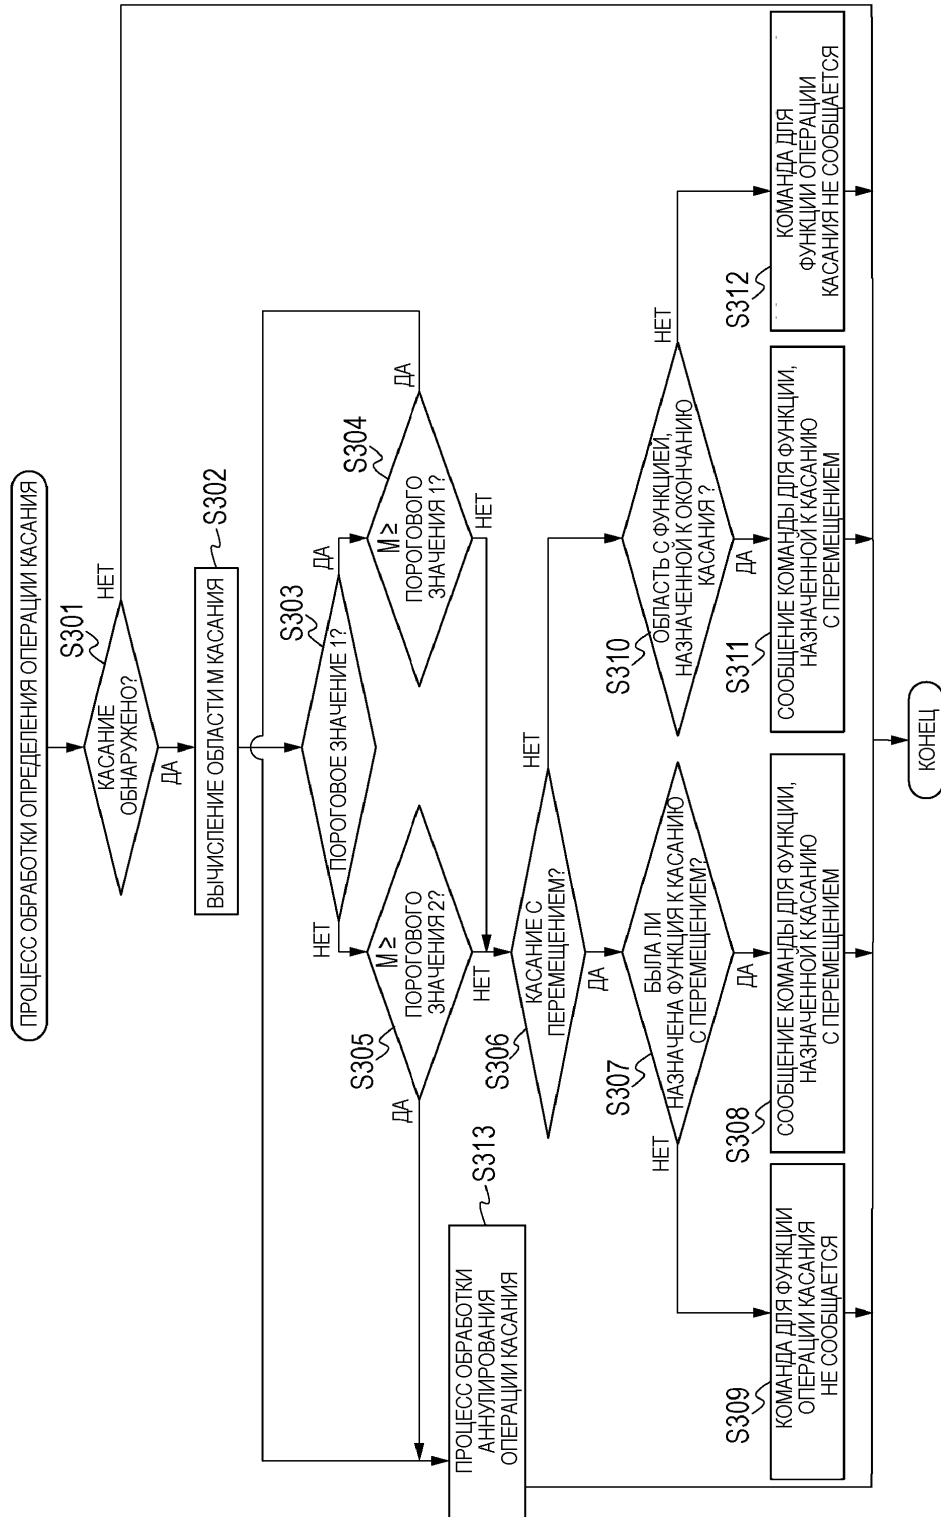 ПРОЦЕСС ОБРАБОТКИ ОПРЕДЕЛЕНИЯ ОПЕРАЦИИ КАСАНИЯ
S301
КАСАНИЕ
ОБНАРУЖЕНО?
НЕТ
ДА
S302
ВЫЧИСЛЕНИЕ ОБЛАСТИ М КАСАНИЯ
S303
ПОРОГОВОЕ ЗНАЧЕНИЕ 1?
НЕТ
ДА
S305
M ≥
ПОРОГОВОГО
ЗНАЧЕНИЯ 2?
ДА
НЕТ
S304
M ≥
ПОРОГОВОГО
ЗНАЧЕНИЯ 1?
ДА
НЕТ
S313
ПРОЦЕСС ОБРАБОТКИ
АННУЛИРОВАНИЯ
ОПЕРАЦИИ КАСАНИЯ
S306
КАСАНИЕ С
ПЕРЕМЕЩЕНИЕМ?
НЕТ
ДА
S307
БЫЛА ЛИ
НАЗНАЧЕНА ФУНКЦИЯ К КАСАНИЮ
С ПЕРЕМЕЩЕНИЕМ?
НЕТ
ДА
S310
ОБЛАСТЬ С ФУНКЦИЕЙ,
НАЗНАЧЕННОЙ К ОКОНЧАНИЮ
КАСАНИЯ ?
НЕТ
ДА
S309
КОМАНДА ДЛЯ ФУНКЦИИ
ОПЕРАЦИИ КАСАНИЯ
НЕ СООБЩАЕТСЯ
S308
СООБЩЕНИЕ КОМАНДЫ ДЛЯ ФУНКЦИИ,
НАЗНАЧЕННОЙ К КАСАНИЮ
С ПЕРЕМЕЩЕНИЕМ
S311
СООБЩЕНИЕ КОМАНДЫ ДЛЯ ФУНКЦИИ,
НАЗНАЧЕННОЙ К КАСАНИЮ
С ПЕРЕМЕЩЕНИЕМ
S312
КОМАНДА ДЛЯ
ФУНКЦИИ ОПЕРАЦИИ
КАСАНИЯ НЕ СООБЩАЕТСЯ
КОНЕЦ